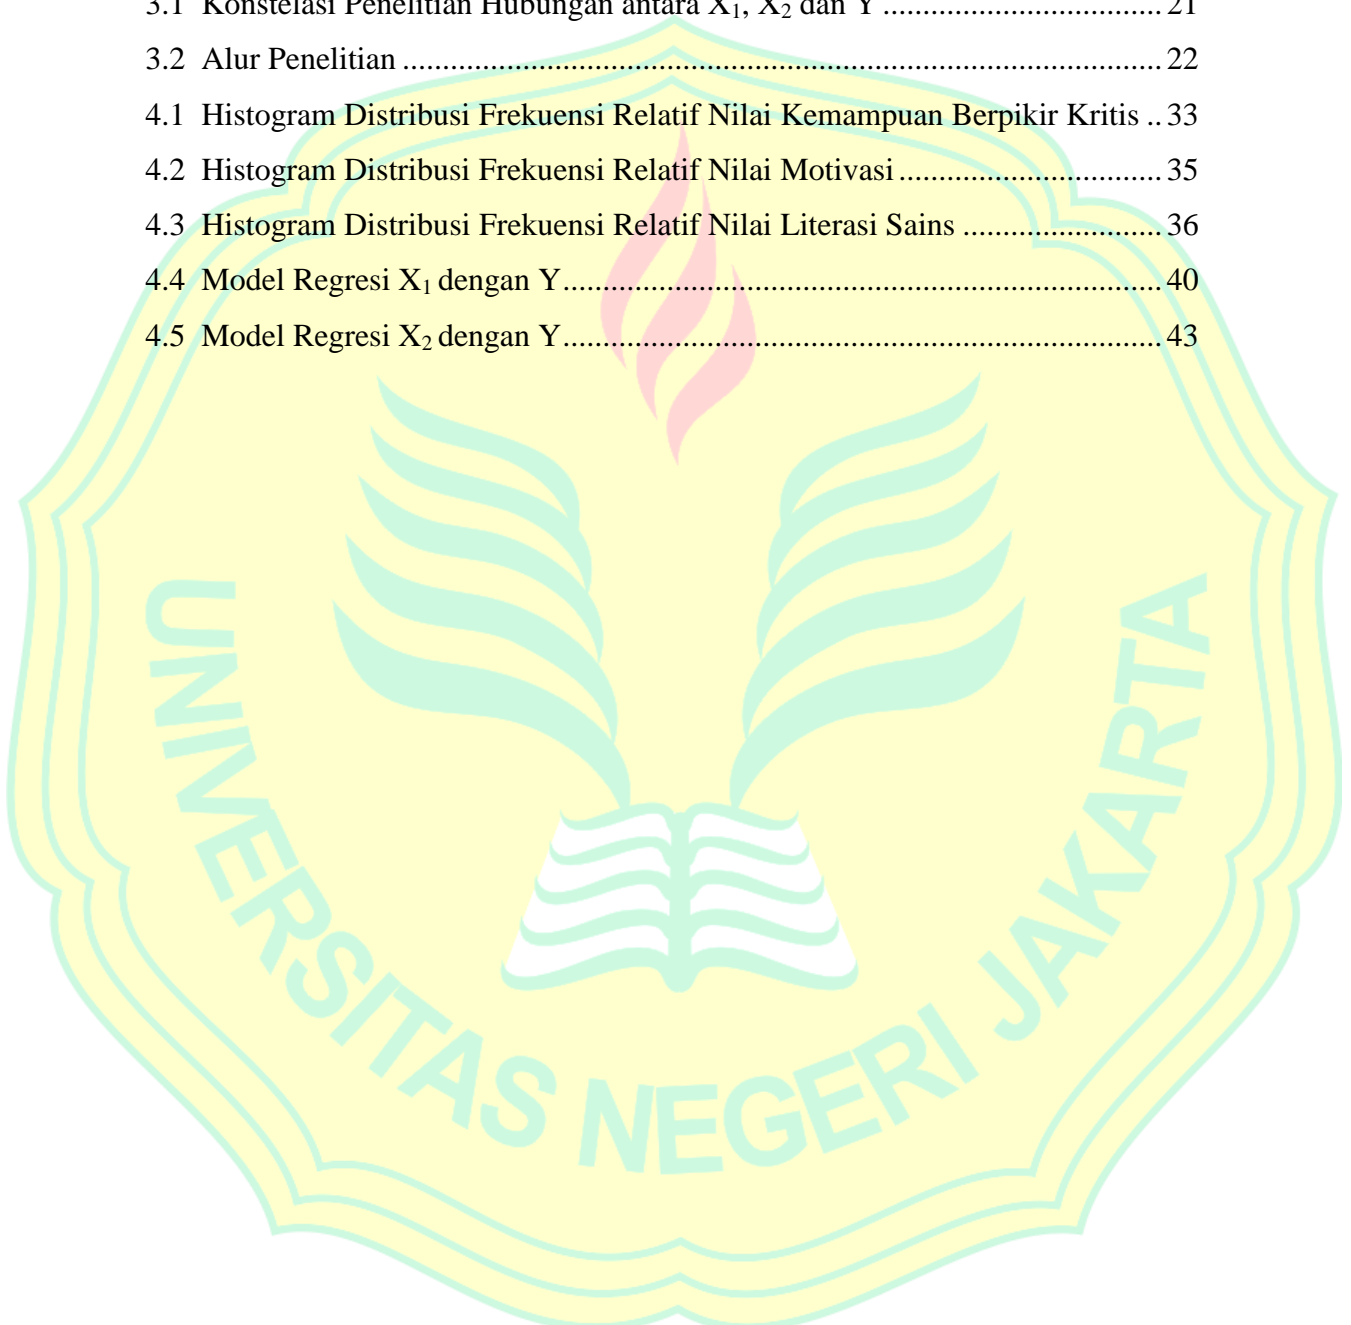 3.1 Konstelasi Penelitian Hubungan antara X₁, X₂ dan Y .................................. 21
3.2 Alur Penelitian ............................................................................................. 22
4.1 Histogram Distribusi Frekuensi Relatif Nilai Kemampuan Berpikir Kritis .. 33
4.2 Histogram Distribusi Frekuensi Relatif Nilai Motivasi ................................ 35
4.3 Histogram Distribusi Frekuensi Relatif Nilai Literasi Sains ........................ 36
4.4 Model Regresi X₁ dengan Y ......................................................................... 40
4.5 Model Regresi X₂ dengan Y ......................................................................... 43
UNIVERSITAS NEGERI JAKARTA